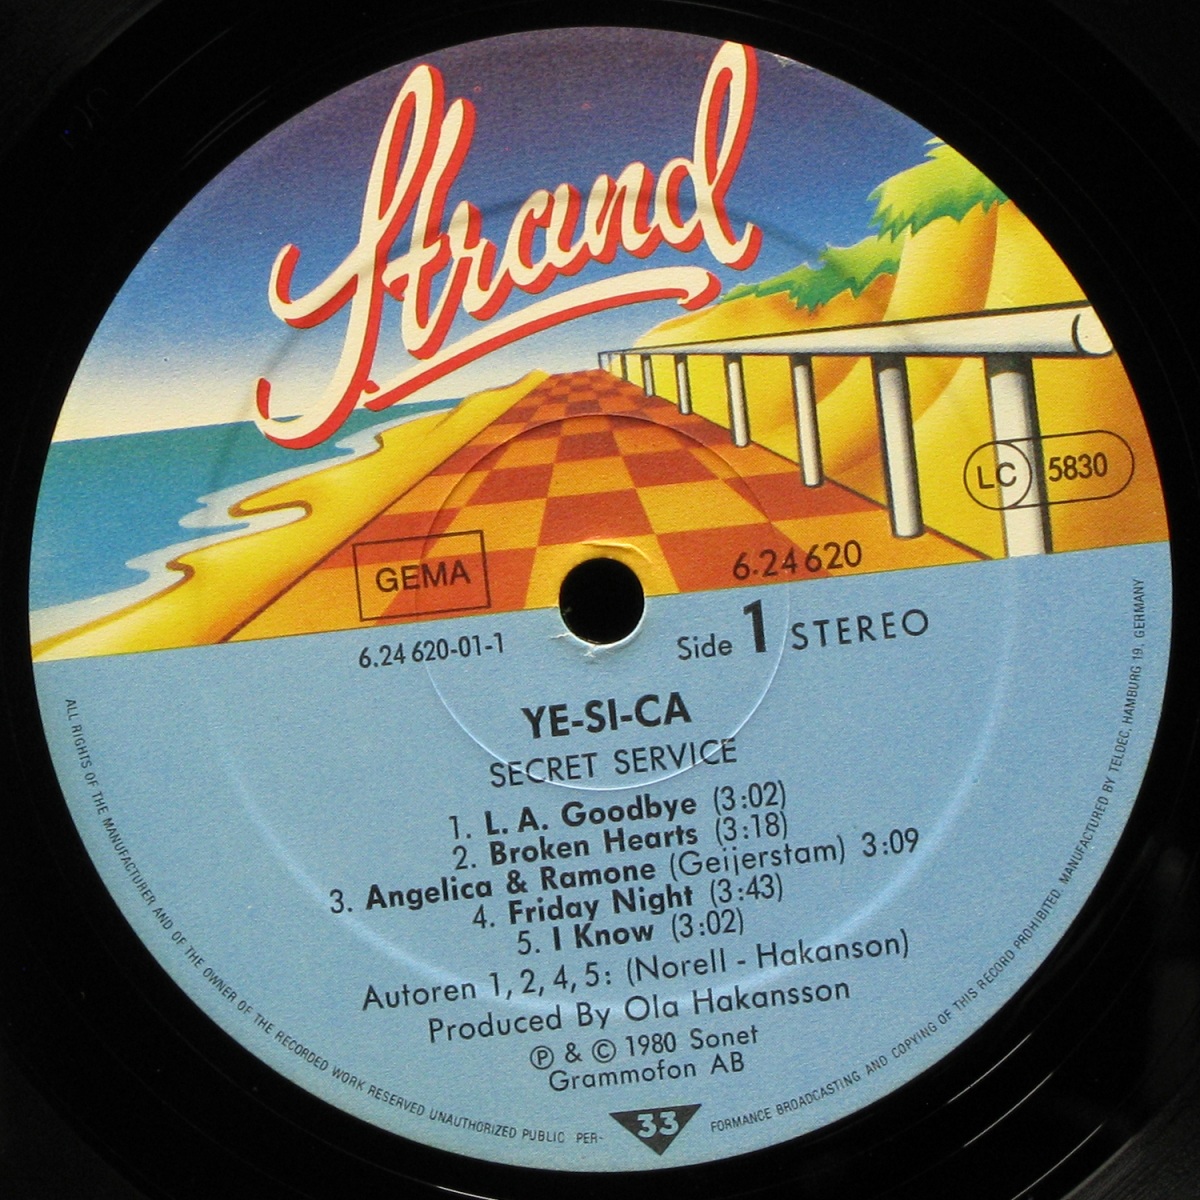 Strand
LC 5830
GEMA
6.24 620
6.24 620-01-1
Side 1 STEREO
YE-SI-CA
SECRET SERVICE
1. L. A. Goodbye (3:02)
2. Broken Hearts (3:18)
3. Angelica & Ramone (Geijerstam) 3:09
4. Friday Night (3:43)
5. I Know (3:02)
Autoren 1, 2, 4, 5: (Norell - Hakanson)
Produced By Ola Hakansson
Ⓟ & © 1980 Sonet
Grammofon AB
33
ALL RIGHTS OF THE MANUFACTURER AND OF THE OWNER OF THE RECORDED WORK RESERVED UNAUTHORIZED PUBLIC PER-
FORMANCE BROADCASTING AND COPYING OF THIS RECORD PROHIBITED. MANUFACTURED BY TELDEC, HAMBURG 19, GERMANY